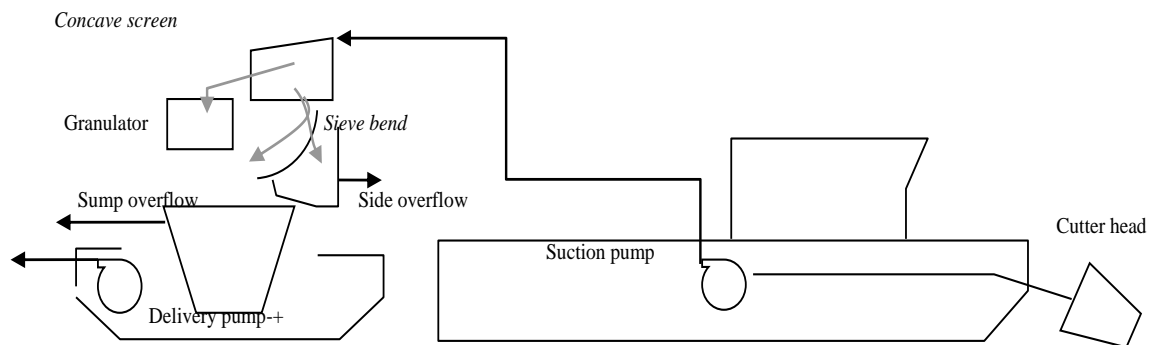 Concave screen
Granulator
Sieve bend
Sump overflow
Side overflow
Cutter head
Suction pump
Delivery pump-+